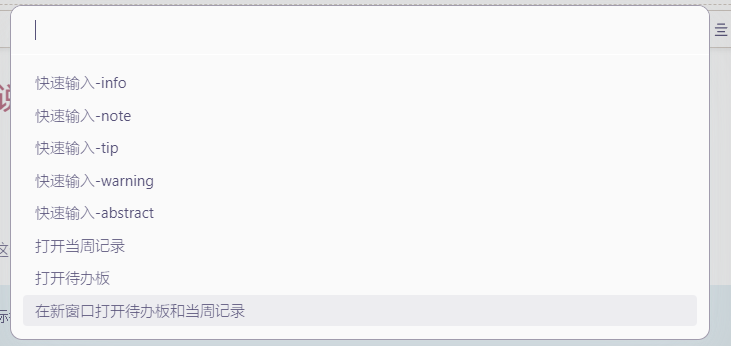 快速输入-info
快速输入-note
快速输入-tip
快速输入-warning
快速输入-abstract
打开当周记录
打开待办板
在新窗口打开待办板和当周记录